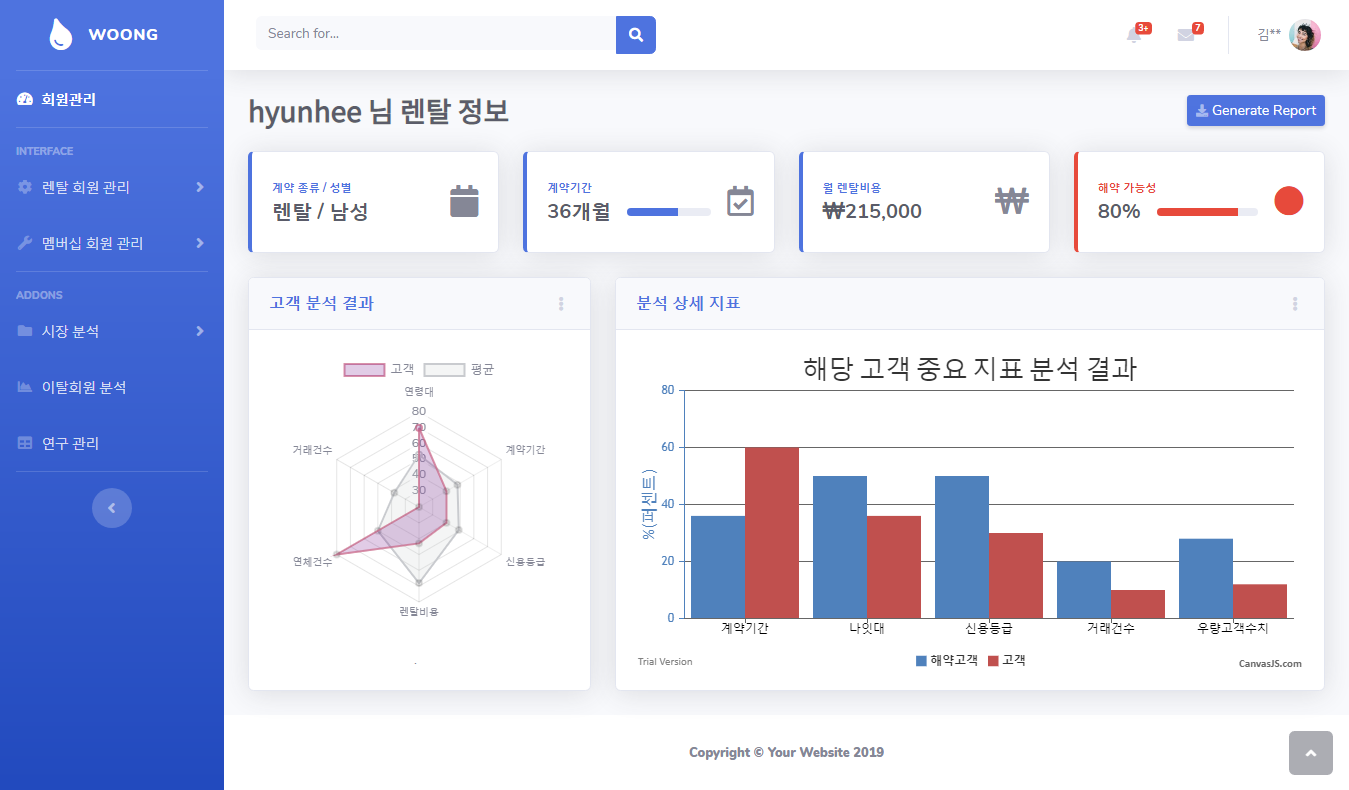 WOONG
Search for...
3+
7
김**
회원관리
INTERFACE
렌탈 회원 관리
멤버십 회원 관리
ADDONS
시장 분석
이탈회원 분석
연구 관리
hyunhee 님 렌탈 정보
Generate Report
계약 종류 / 성별
렌탈 / 남성
계약기간
36개월
월 렌탈비용
₩215,000
해약 가능성
80%
고객 분석 결과
고객 평균
연령대
80
70
60
50
40
30
거래건수
계약기간
연체건수
신용등급
렌탈비용
.
분석 상세 지표
해당 고객 중요 지표 분석 결과
%(퍼센트)
80
60
40
20
0
계약기간 나잇대 신용등급 거래건수 우량고객수치
해약고객 고객
Trial Version
CanvasJS.com
Copyright © Your Website 2019